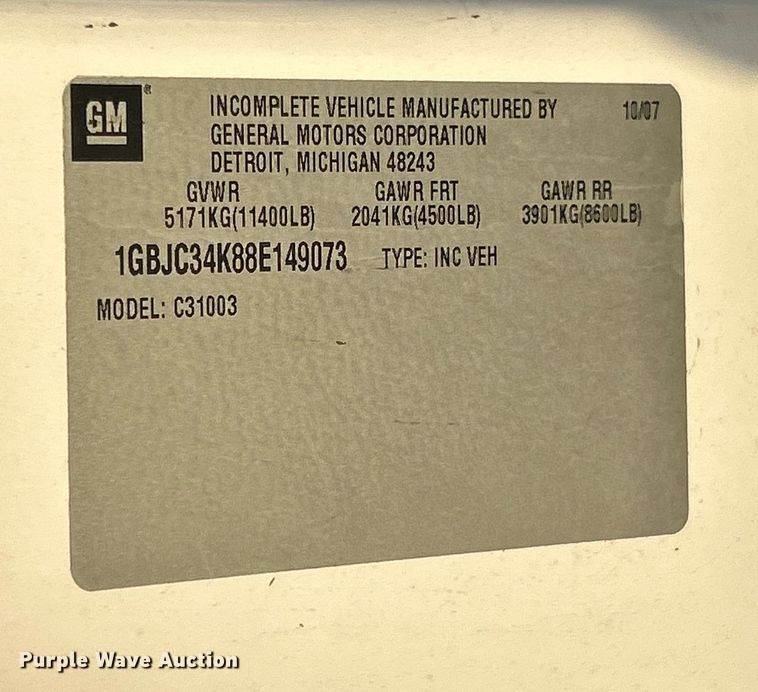 GM ® INCOMPLETE VEHICLE MANUFACTURED BY 10/07
GENERAL MOTORS CORPORATION
DETROIT, MICHIGAN 48243
GVWR GAWR FRT GAWR RR
5171KG(11400LB) 2041KG(4500LB) 3901KG(8600LB)
1GBJC34K88E149073 TYPE: INC VEH
MODEL: C31003
Purple Wave Auction